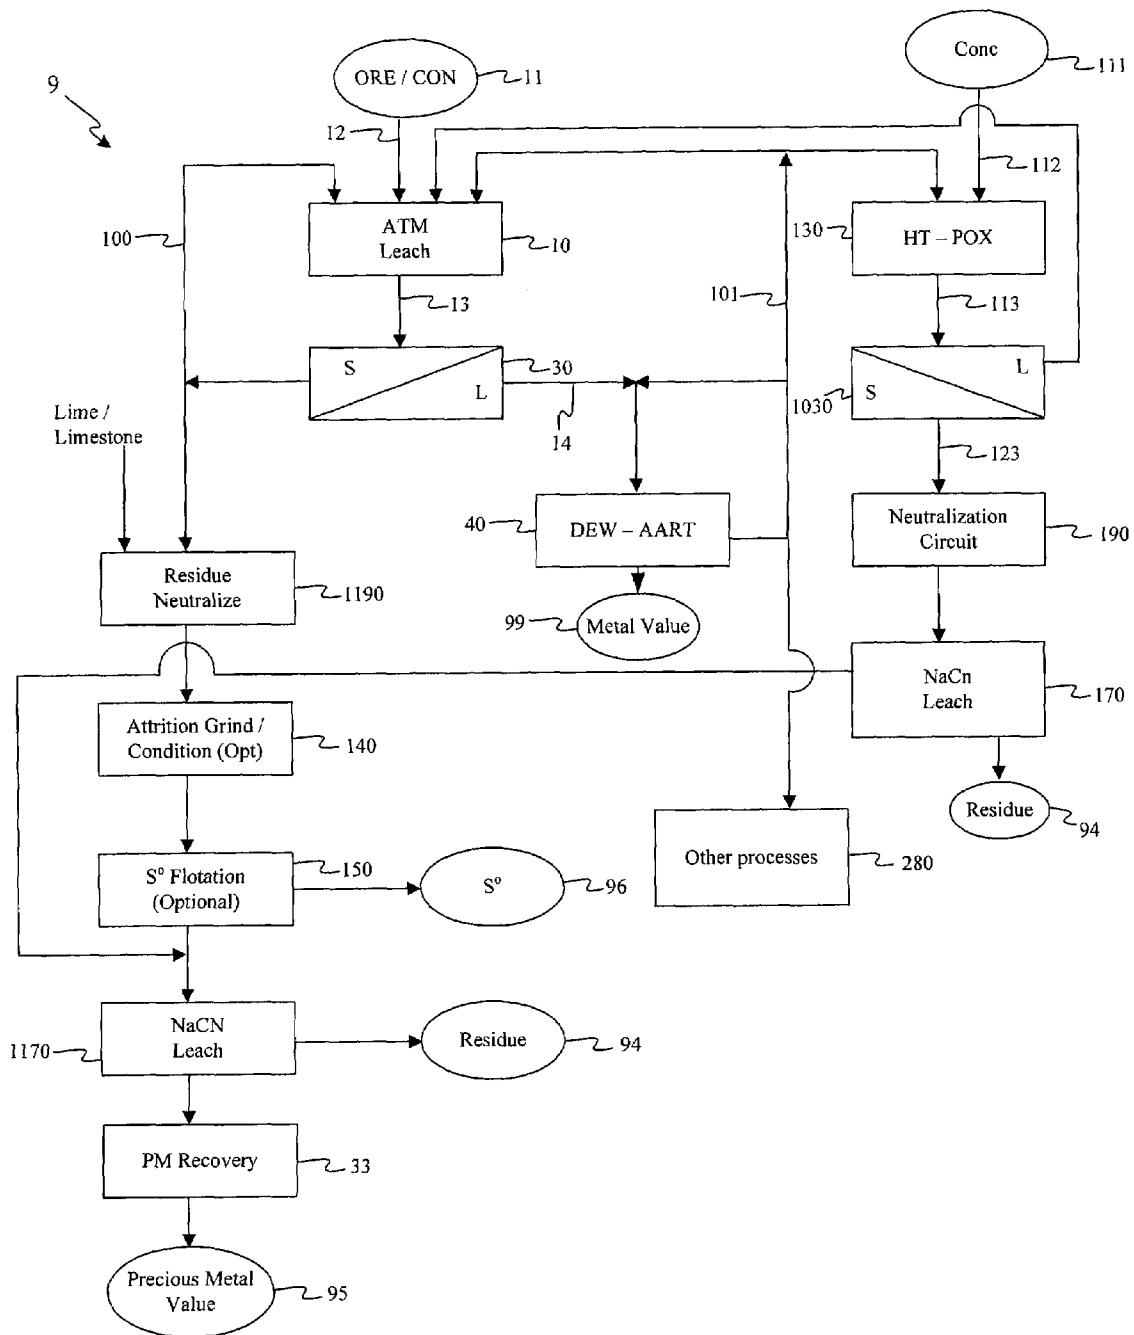 Conc
111
ORE / CON
11
9
12
112
100
ATM
Leach
10
130
HT – POX
13
101
113
S
L
30
L
S
1030
14
Lime /
Limestone
123
40
DEW – AART
Neutralization
Circuit
190
Residue
Neutralize
1190
99
Metal Value
NaCn
Leach
170
Attrition Grind /
Condition (Opt)
140
Residue
94
Other processes
280
S° Flotation
(Optional)
150
S°
96
NaCN
Leach
1170
Residue
94
PM Recovery
33
Precious Metal
Value
95